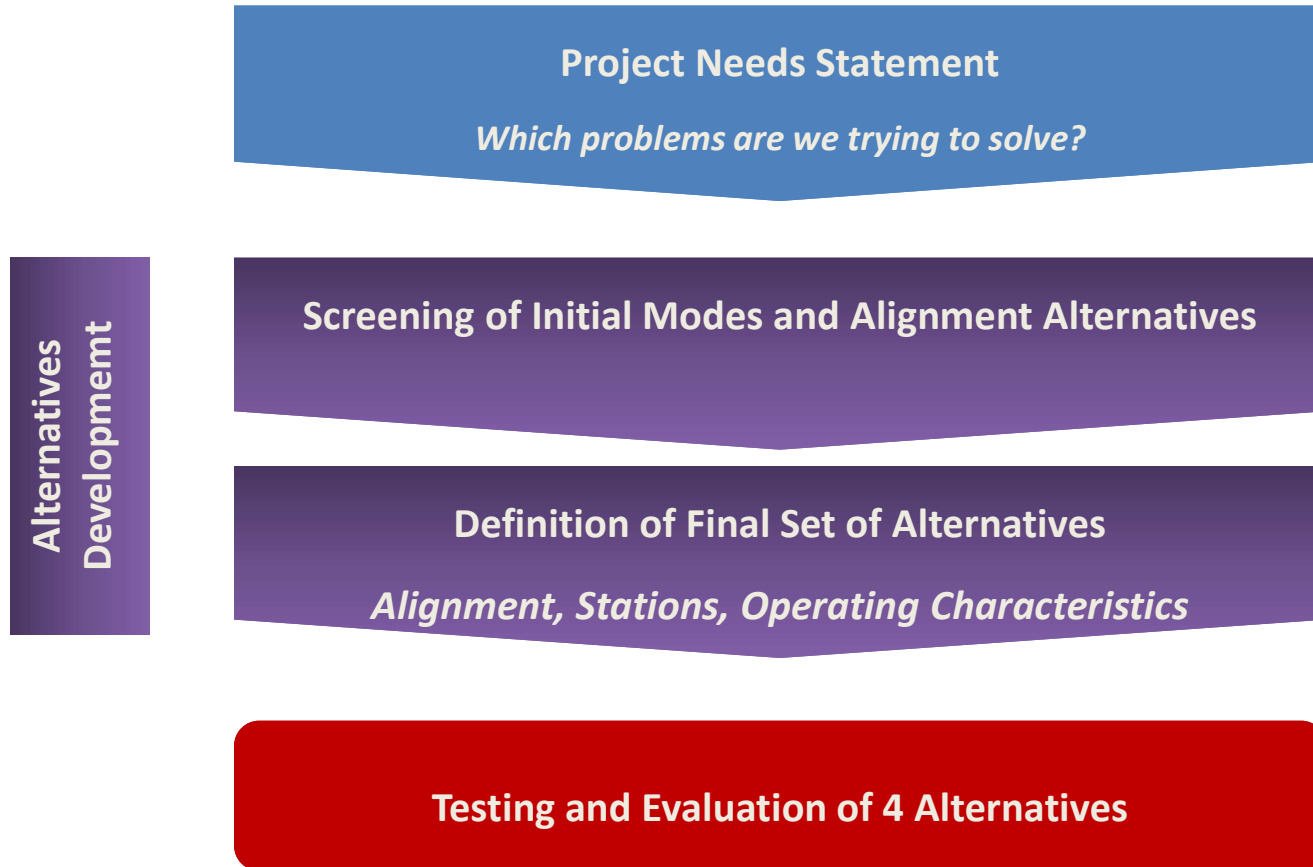 Project Needs Statement
Which problems are we trying to solve?
Alternatives
Developmemt
Screening of Initial Modes and Alignment Alternatives
Definition of Final Set of Alternatives
Alignment, Stations, Operating Characteristics
Testing and Evaluation of 4 Alternatives